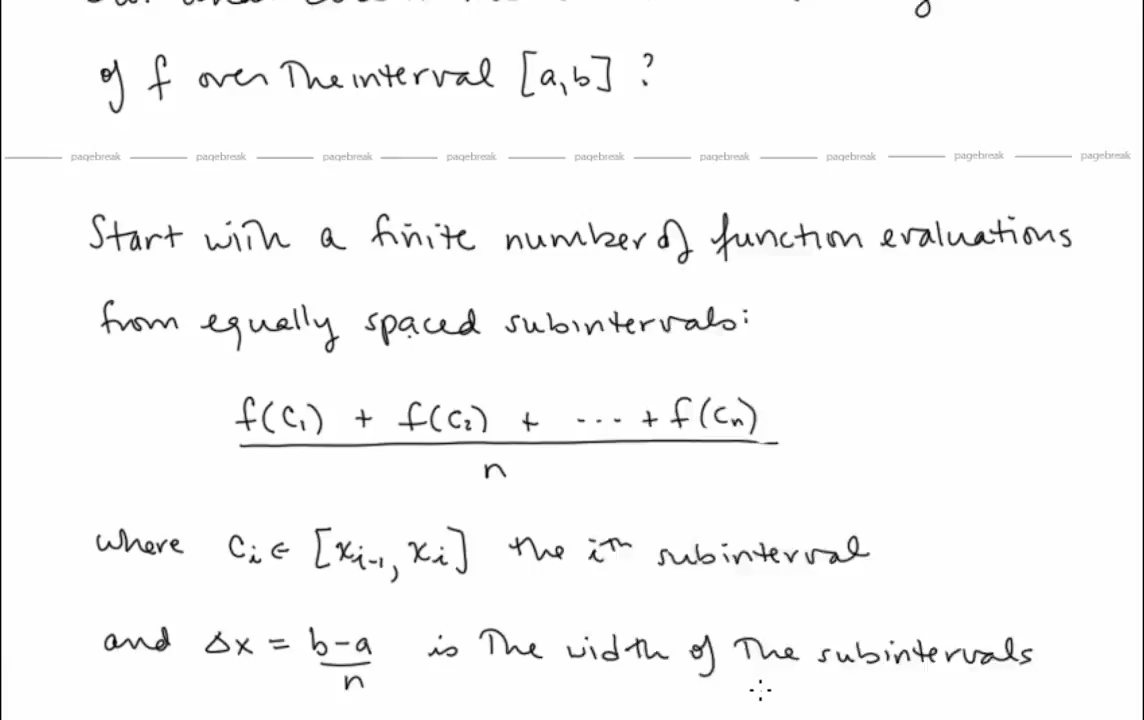 of f over The interval [a,b] ?
pagebreak pagebreak pagebreak pagebreak pagebreak pagebreak pagebreak pagebreak pagebreak
Start with a finite number of function evaluations
from equally spaced subintervals:
f(c₁) + f(c₂) + ... + f(cₙ)
n
where cᵢ ∈ [xᵢ₋₁, xᵢ] the iᵗʰ subinterval
and Δx = b-a is The width of The subintervals
n